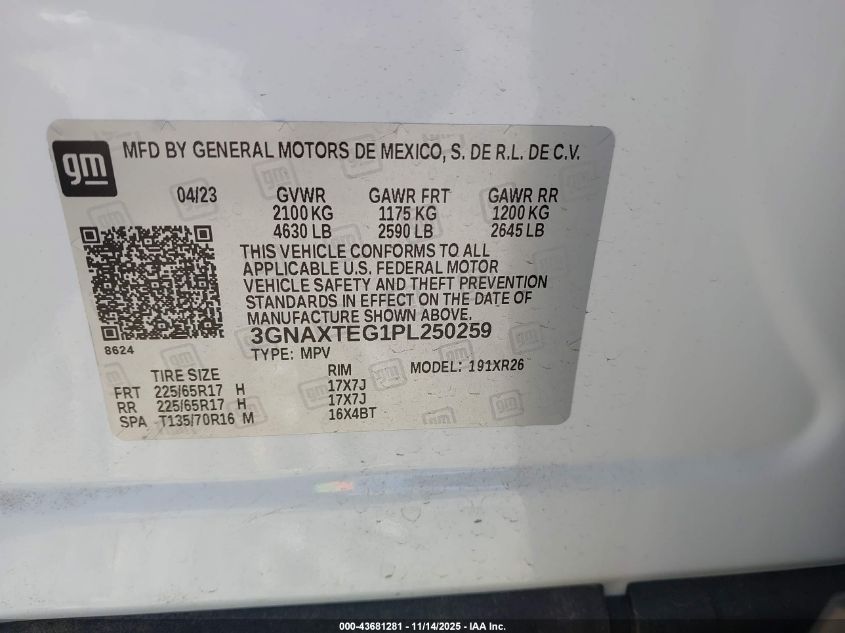 gm
MFD BY GENERAL MOTORS DE MEXICO, S. DE R.L. DE C.V.
04/23 GVWR GAWR FRT GAWR RR
2100 KG 1175 KG 1200 KG
4630 LB 2590 LB 2645 LB
THIS VEHICLE CONFORMS TO ALL
APPLICABLE U.S. FEDERAL MOTOR
VEHICLE SAFETY AND THEFT PREVENTION
STANDARDS IN EFFECT ON THE DATE OF
MANUFACTURE SHOWN ABOVE.
3GNAXTEG1PL250259
8624
TYPE: MPV
MODEL: 191XR26
TIRE SIZE RIM
FRT 225/65R17 H 17X7J
RR 225/65R17 H 17X7J
SPA T135/70R16 M 16X4BT
000-43681281 - 11/14/2025 - IAA Inc.